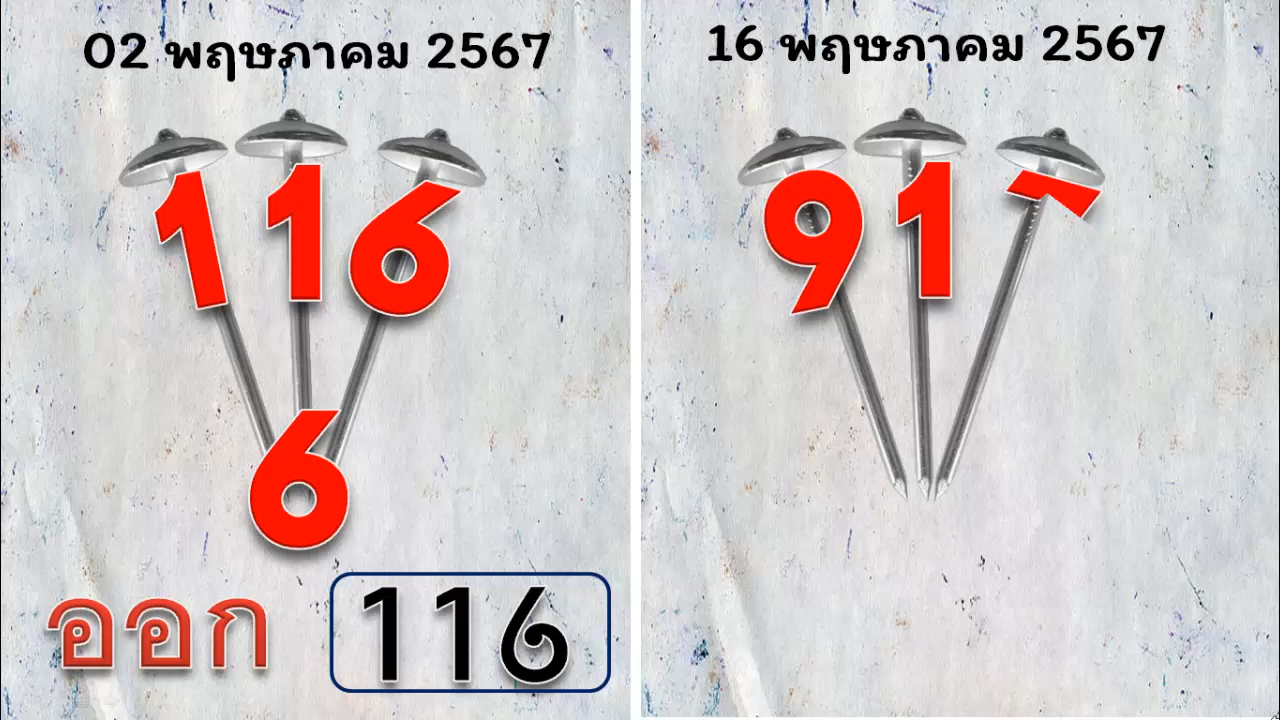 02 พฤษภาคม 2567
116
6
ออก 116
16 พฤษภาคม 2567
91